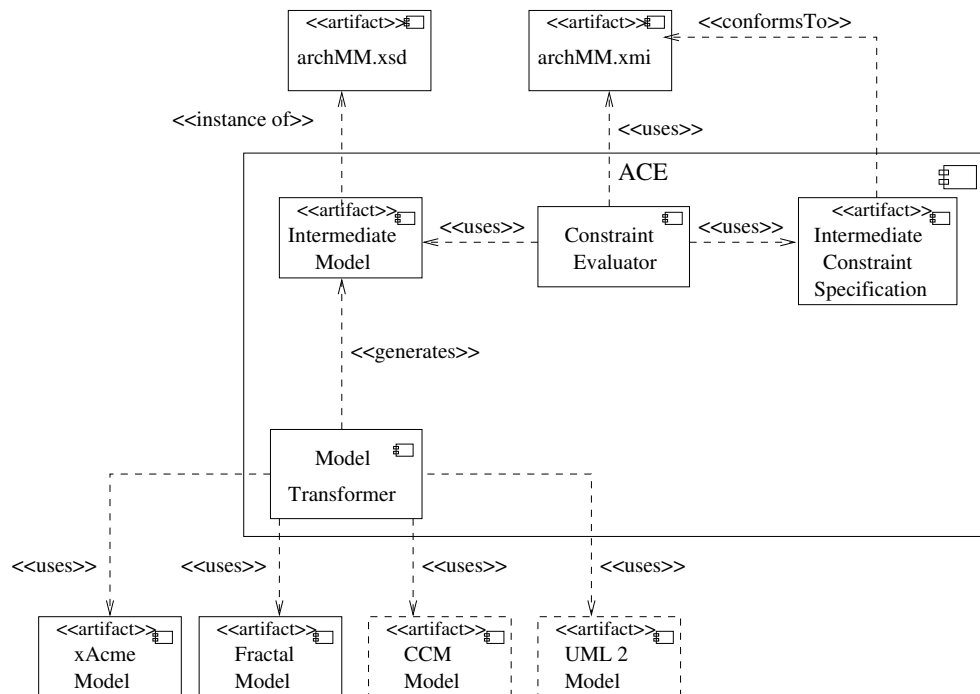 <<artifact>>
archMM.xsd
<<artifact>>
archMM.xmi
<<conformsTo>>
<<instance of>>
<<uses>>
ACE
<<artifact>>
Intermediate
Model
<<uses>>
Constraint
Evaluator
<<uses>>
<<artifact>>
Intermediate
Constraint
Specification
<<generates>>
Model
Transformer
<<uses>>
<<uses>>
<<uses>>
<<uses>>
<<artifact>>
xAcme
Model
<<artifact>>
Fractal
Model
<<artifact>>
CCM
Model
<<artifact>>
UML 2
Model